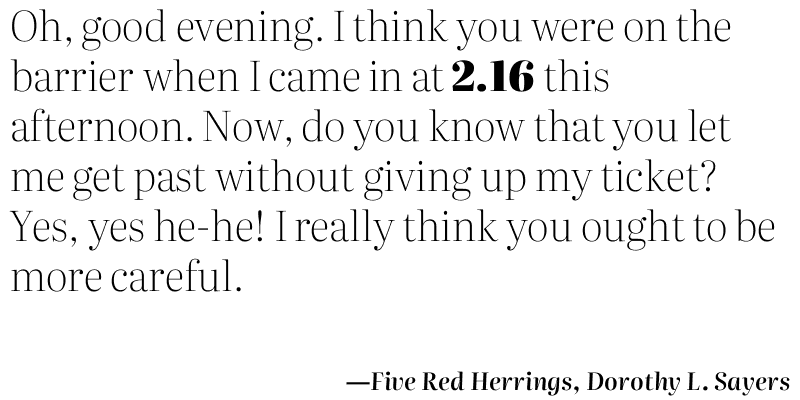 Oh, good evening. I think you were on the
barrier when I came in at 2.16 this
afternoon. Now, do you know that you let
me get past without giving up my ticket?
Yes, yes he-he! I really think you ought to be
more careful.
—Five Red Herrings, Dorothy L. Sayers